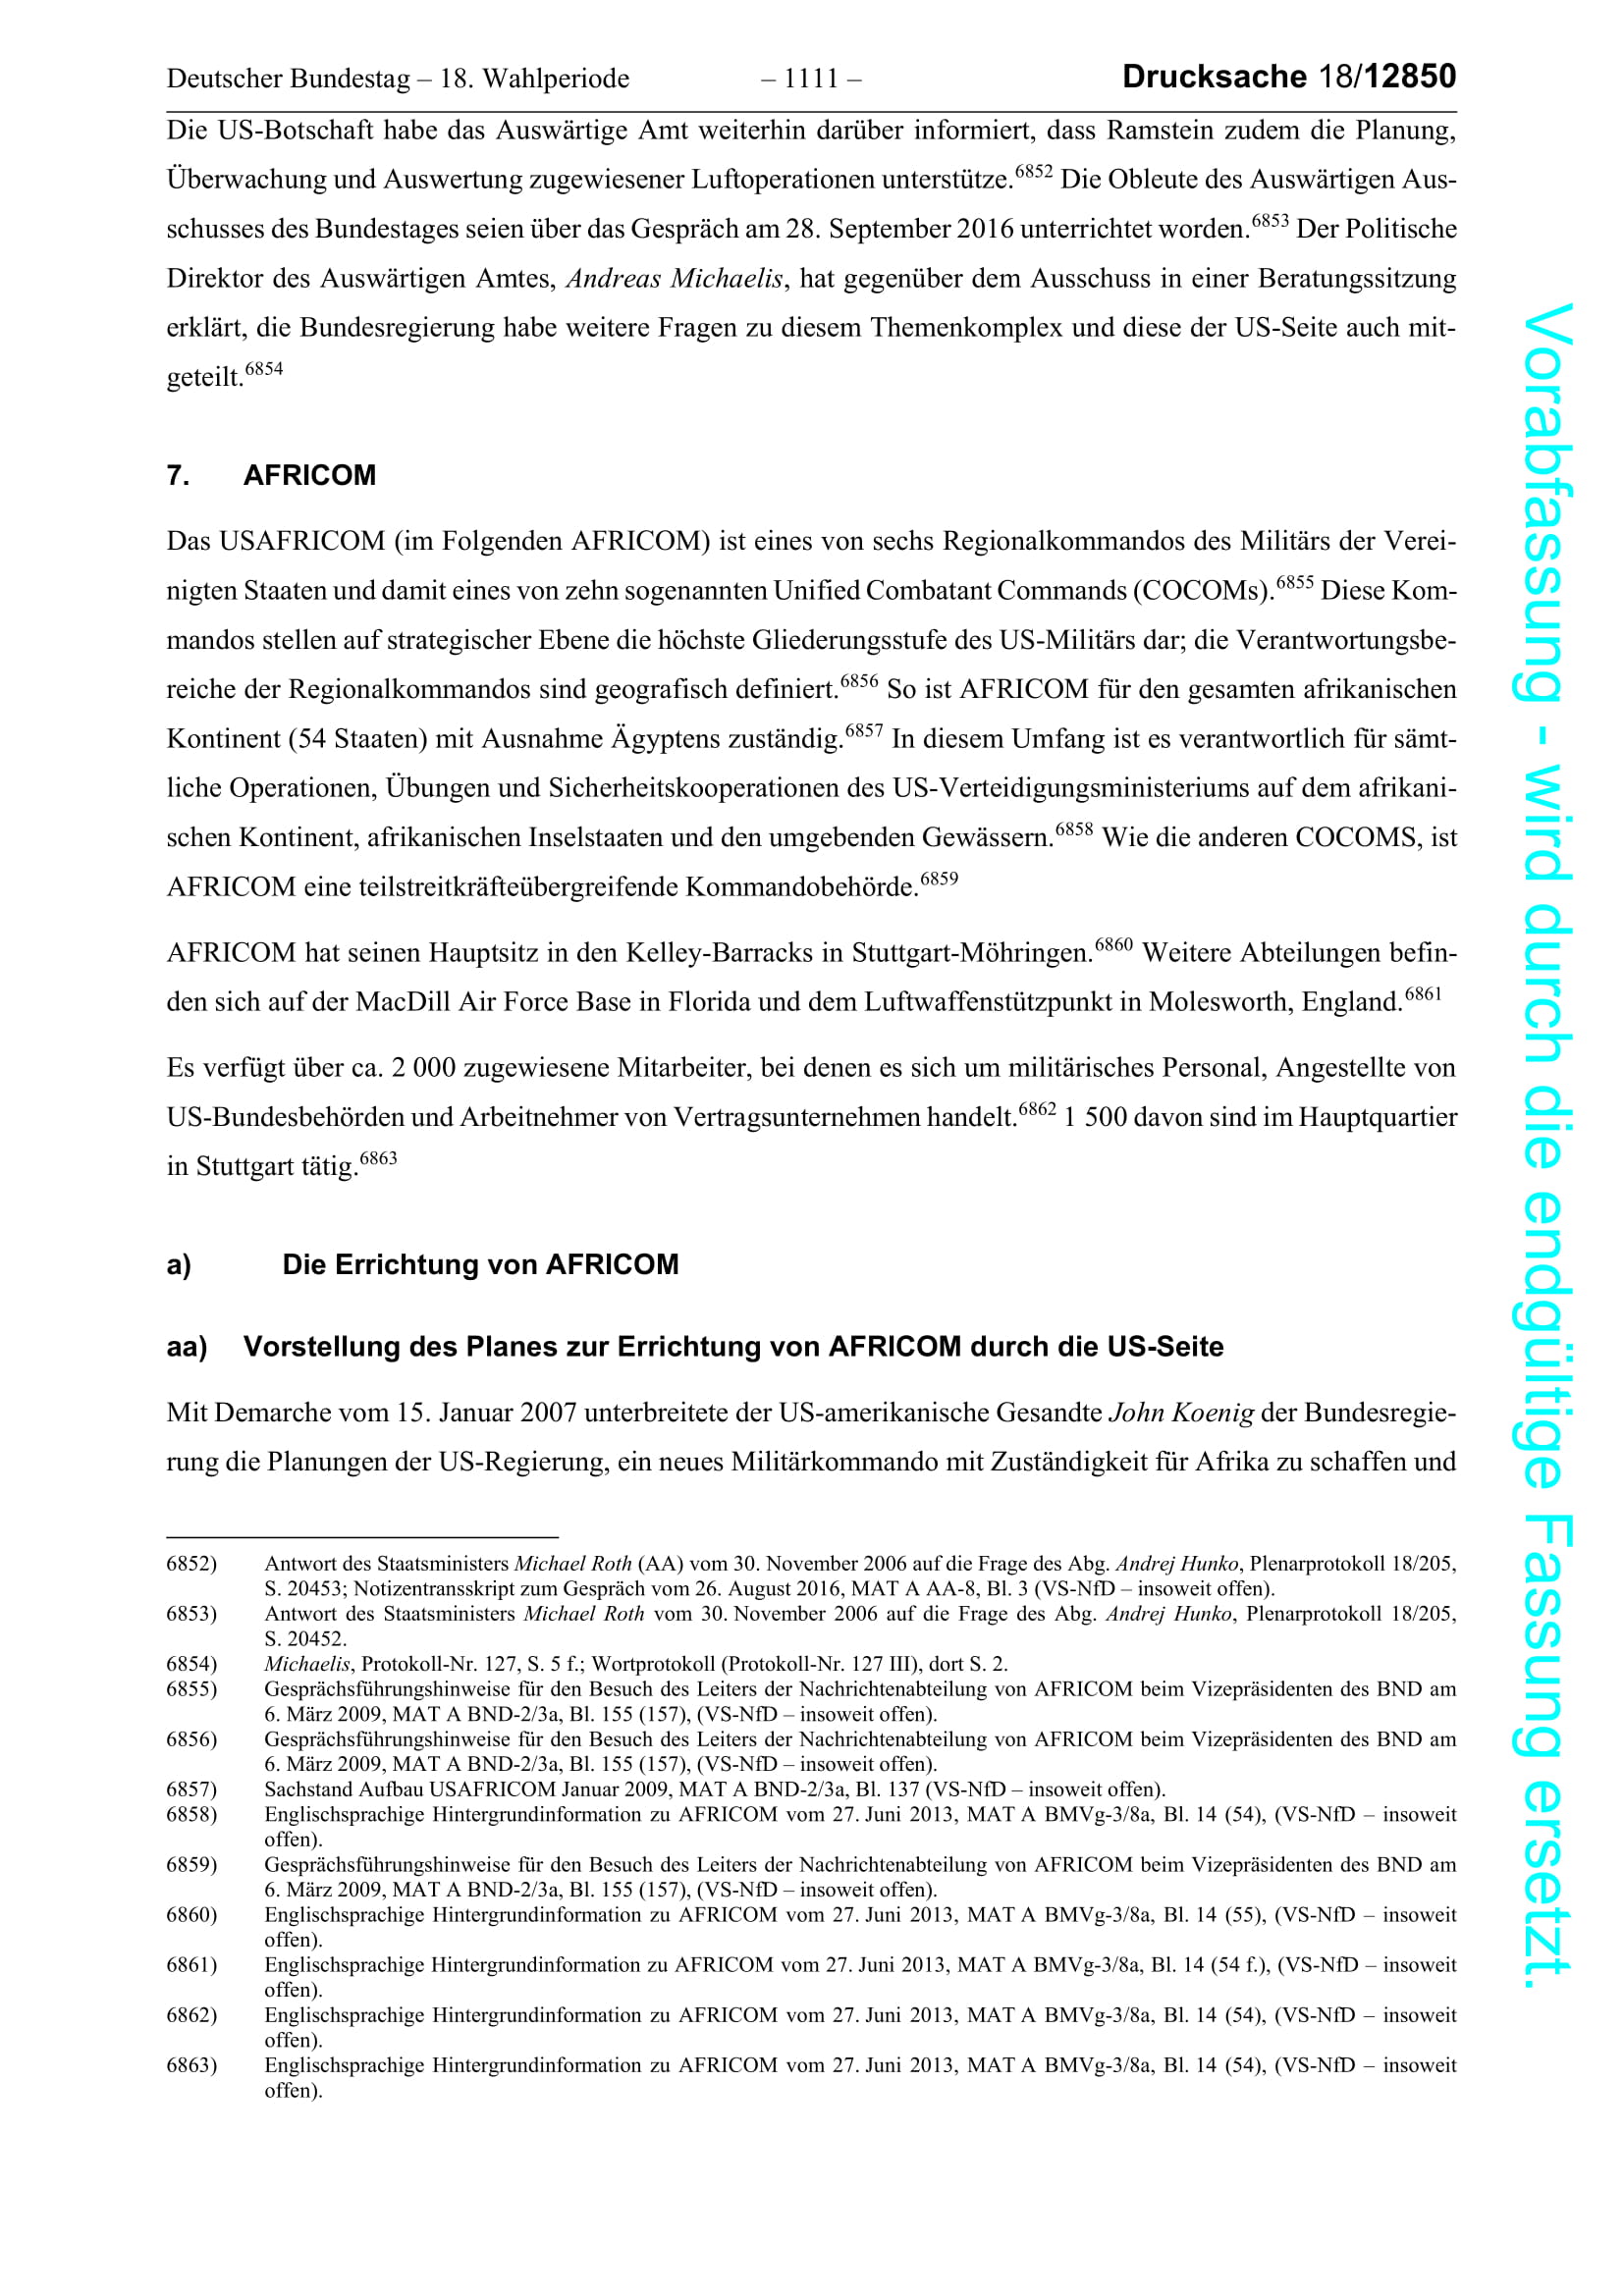 Deutscher Bundestag – 18. Wahlperiode – 1111 – Drucksache 18/12850
Die US-Botschaft habe das Auswärtige Amt weiterhin darüber informiert, dass Ramstein zudem die Planung,
Überwachung und Auswertung zugewiesener Luftoperationen unterstütze.6852 Die Obleute des Auswärtigen Aus-
schusses des Bundestages seien über das Gespräch am 28. September 2016 unterrichtet worden.6853 Der Politische
Direktor des Auswärtigen Amtes, Andreas Michaelis, hat gegenüber dem Ausschuss in einer Beratungssitzung
erklärt, die Bundesregierung habe weitere Fragen zu diesem Themenkomplex und diese der US-Seite auch mit-
geteilt.6854
7. AFRICOM
Das USAFRICOM (im Folgenden AFRICOM) ist eines von sechs Regionalkommandos des Militärs der Verei-
nigten Staaten und damit eines von zehn sogenannten Unified Combatant Commands (COCOMs).6855 Diese Kom-
mandos stellen auf strategischer Ebene die höchste Gliederungsstufe des US-Militärs dar; die Verantwortungsbe-
reiche der Regionalkommandos sind geografisch definiert.6856 So ist AFRICOM für den gesamten afrikanischen
Kontinent (54 Staaten) mit Ausnahme Ägyptens zuständig.6857 In diesem Umfang ist es verantwortlich für sämt-
liche Operationen, Übungen und Sicherheitskooperationen des US-Verteidigungsministeriums auf dem afrikani-
schen Kontinent, afrikanischen Inselstaaten und den umgebenden Gewässern.6858 Wie die anderen COCOMS, ist
AFRICOM eine teilstreitkräfteübergreifende Kommandobehörde.6859
AFRICOM hat seinen Hauptsitz in den Kelley-Barracks in Stuttgart-Möhringen.6860 Weitere Abteilungen befin-
den sich auf der MacDill Air Force Base in Florida und dem Luftwaffenstützpunkt in Molesworth, England.6861
Es verfügt über ca. 2 000 zugewiesene Mitarbeiter, bei denen es sich um militärisches Personal, Angestellte von
US-Bundesbehörden und Arbeitnehmer von Vertragsunternehmen handelt.6862 1 500 davon sind im Hauptquartier
in Stuttgart tätig.6863
a) Die Errichtung von AFRICOM
aa) Vorstellung des Planes zur Errichtung von AFRICOM durch die US-Seite
Mit Demarche vom 15. Januar 2007 unterbreitete der US-amerikanische Gesandte John Koenig der Bundesregie-
rung die Planungen der US-Regierung, ein neues Militärkommando mit Zuständigkeit für Afrika zu schaffen und
6852) Antwort des Staatsministers Michael Roth (AA) vom 30. November 2006 auf die Frage des Abg. Andrej Hunko, Plenarprotokoll 18/205,
S. 20453; Notizentransskript zum Gespräch vom 26. August 2016, MAT A AA-8, Bl. 3 (VS-NfD – insoweit offen).
6853) Antwort des Staatsministers Michael Roth vom 30. November 2006 auf die Frage des Abg. Andrej Hunko, Plenarprotokoll 18/205,
S. 20452.
6854) Michaelis, Protokoll-Nr. 127, S. 5 f.; Wortprotokoll (Protokoll-Nr. 127 III), dort S. 2.
6855) Gesprächsführungshinweise für den Besuch des Leiters der Nachrichtenabteilung von AFRICOM beim Vizepräsidenten des BND am
6. März 2009, MAT A BND-2/3a, Bl. 155 (157), (VS-NfD – insoweit offen).
6856) Gesprächsführungshinweise für den Besuch des Leiters der Nachrichtenabteilung von AFRICOM beim Vizepräsidenten des BND am
6. März 2009, MAT A BND-2/3a, Bl. 155 (157), (VS-NfD – insoweit offen).
6857) Sachstand Aufbau USAFRICOM Januar 2009, MAT A BND-2/3a, Bl. 137 (VS-NfD – insoweit offen).
6858) Englischsprachige Hintergrundinformation zu AFRICOM vom 27. Juni 2013, MAT A BMVg-3/8a, Bl. 14 (54), (VS-NfD – insoweit
offen).
6859) Gesprächsführungshinweise für den Besuch des Leiters der Nachrichtenabteilung von AFRICOM beim Vizepräsidenten des BND am
6. März 2009, MAT A BND-2/3a, Bl. 155 (157), (VS-NfD – insoweit offen).
6860) Englischsprachige Hintergrundinformation zu AFRICOM vom 27. Juni 2013, MAT A BMVg-3/8a, Bl. 14 (55), (VS-NfD – insoweit
offen).
6861) Englischsprachige Hintergrundinformation zu AFRICOM vom 27. Juni 2013, MAT A BMVg-3/8a, Bl. 14 (54 f.), (VS-NfD – insoweit
offen).
6862) Englischsprachige Hintergrundinformation zu AFRICOM vom 27. Juni 2013, MAT A BMVg-3/8a, Bl. 14 (54), (VS-NfD – insoweit
offen).
6863) Englischsprachige Hintergrundinformation zu AFRICOM vom 27. Juni 2013, MAT A BMVg-3/8a, Bl. 14 (54), (VS-NfD – insoweit
offen).
Vorabfassung - wird durch die endgültige Fassung ersetzt.